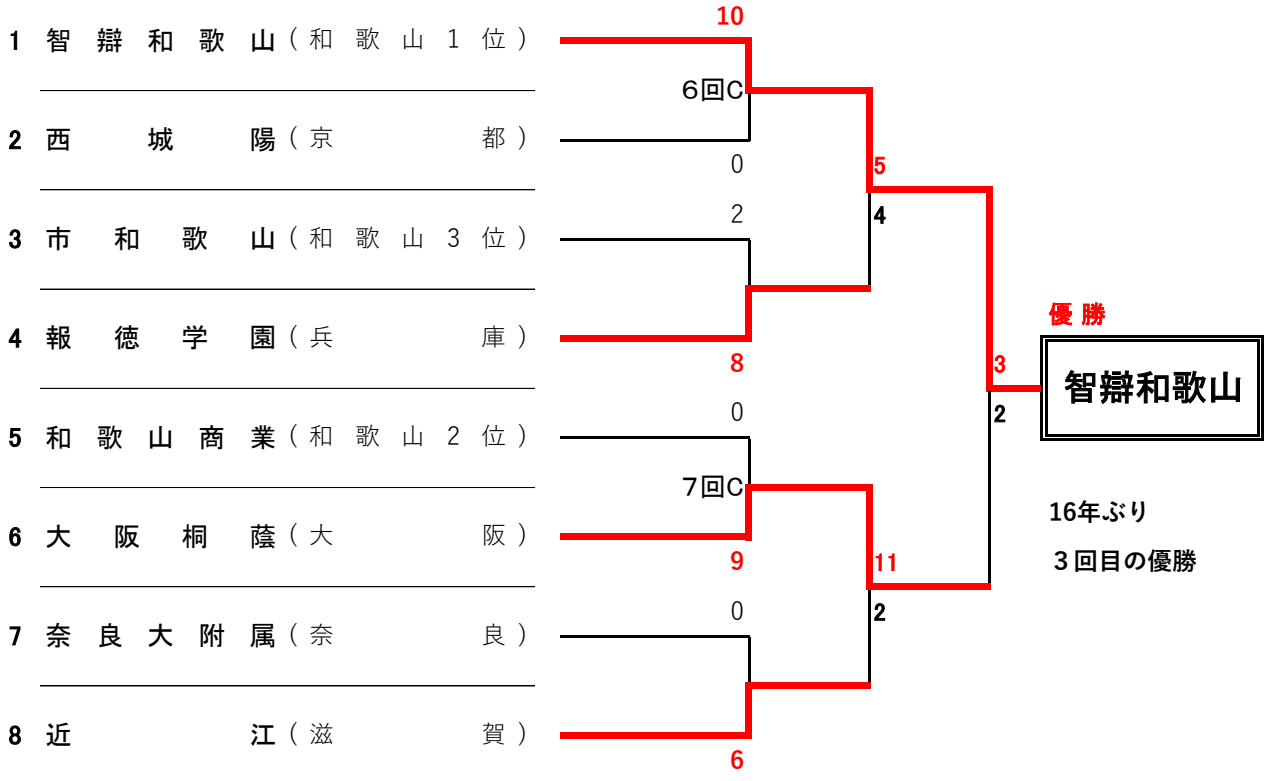 10
1 智辯和歌山(和歌山1位)
6回C
2 西城陽(京都)
0
5
2
4
3 市和歌山(和歌山3位)
優勝
4 報徳学園(兵庫)
8
3
智辯和歌山
0
2
5 和歌山商業(和歌山2位)
7回C
16年ぶり
6 大阪桐蔭(大阪)
9
11
3回目の優勝
0
2
7 奈良大附属(奈良)
8 近江(滋賀)
6